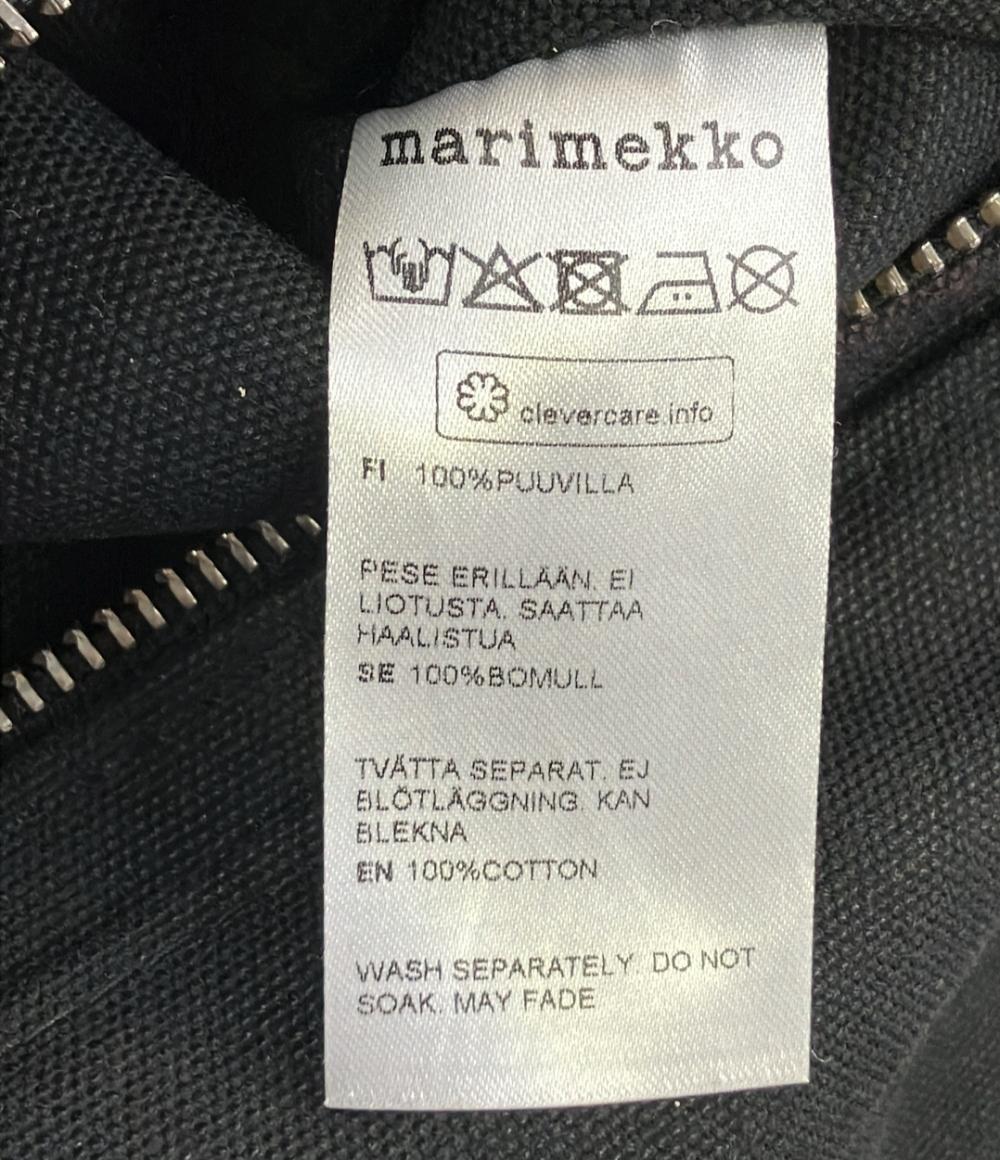 marimekko
clevercare.info
FI 100%PUUVILLA
PESE ERILLÄÄN. EI
LIOTUSTA. SAATTAA
HAALISTUA
SE 100%BOMULL
TVÄTTA SEPARAT. EJ
BLÖTLÄGGNING. KAN
BLEKNA
EN 100%COTTON
WASH SEPARATELY. DO NOT
SOAK. MAY FADE